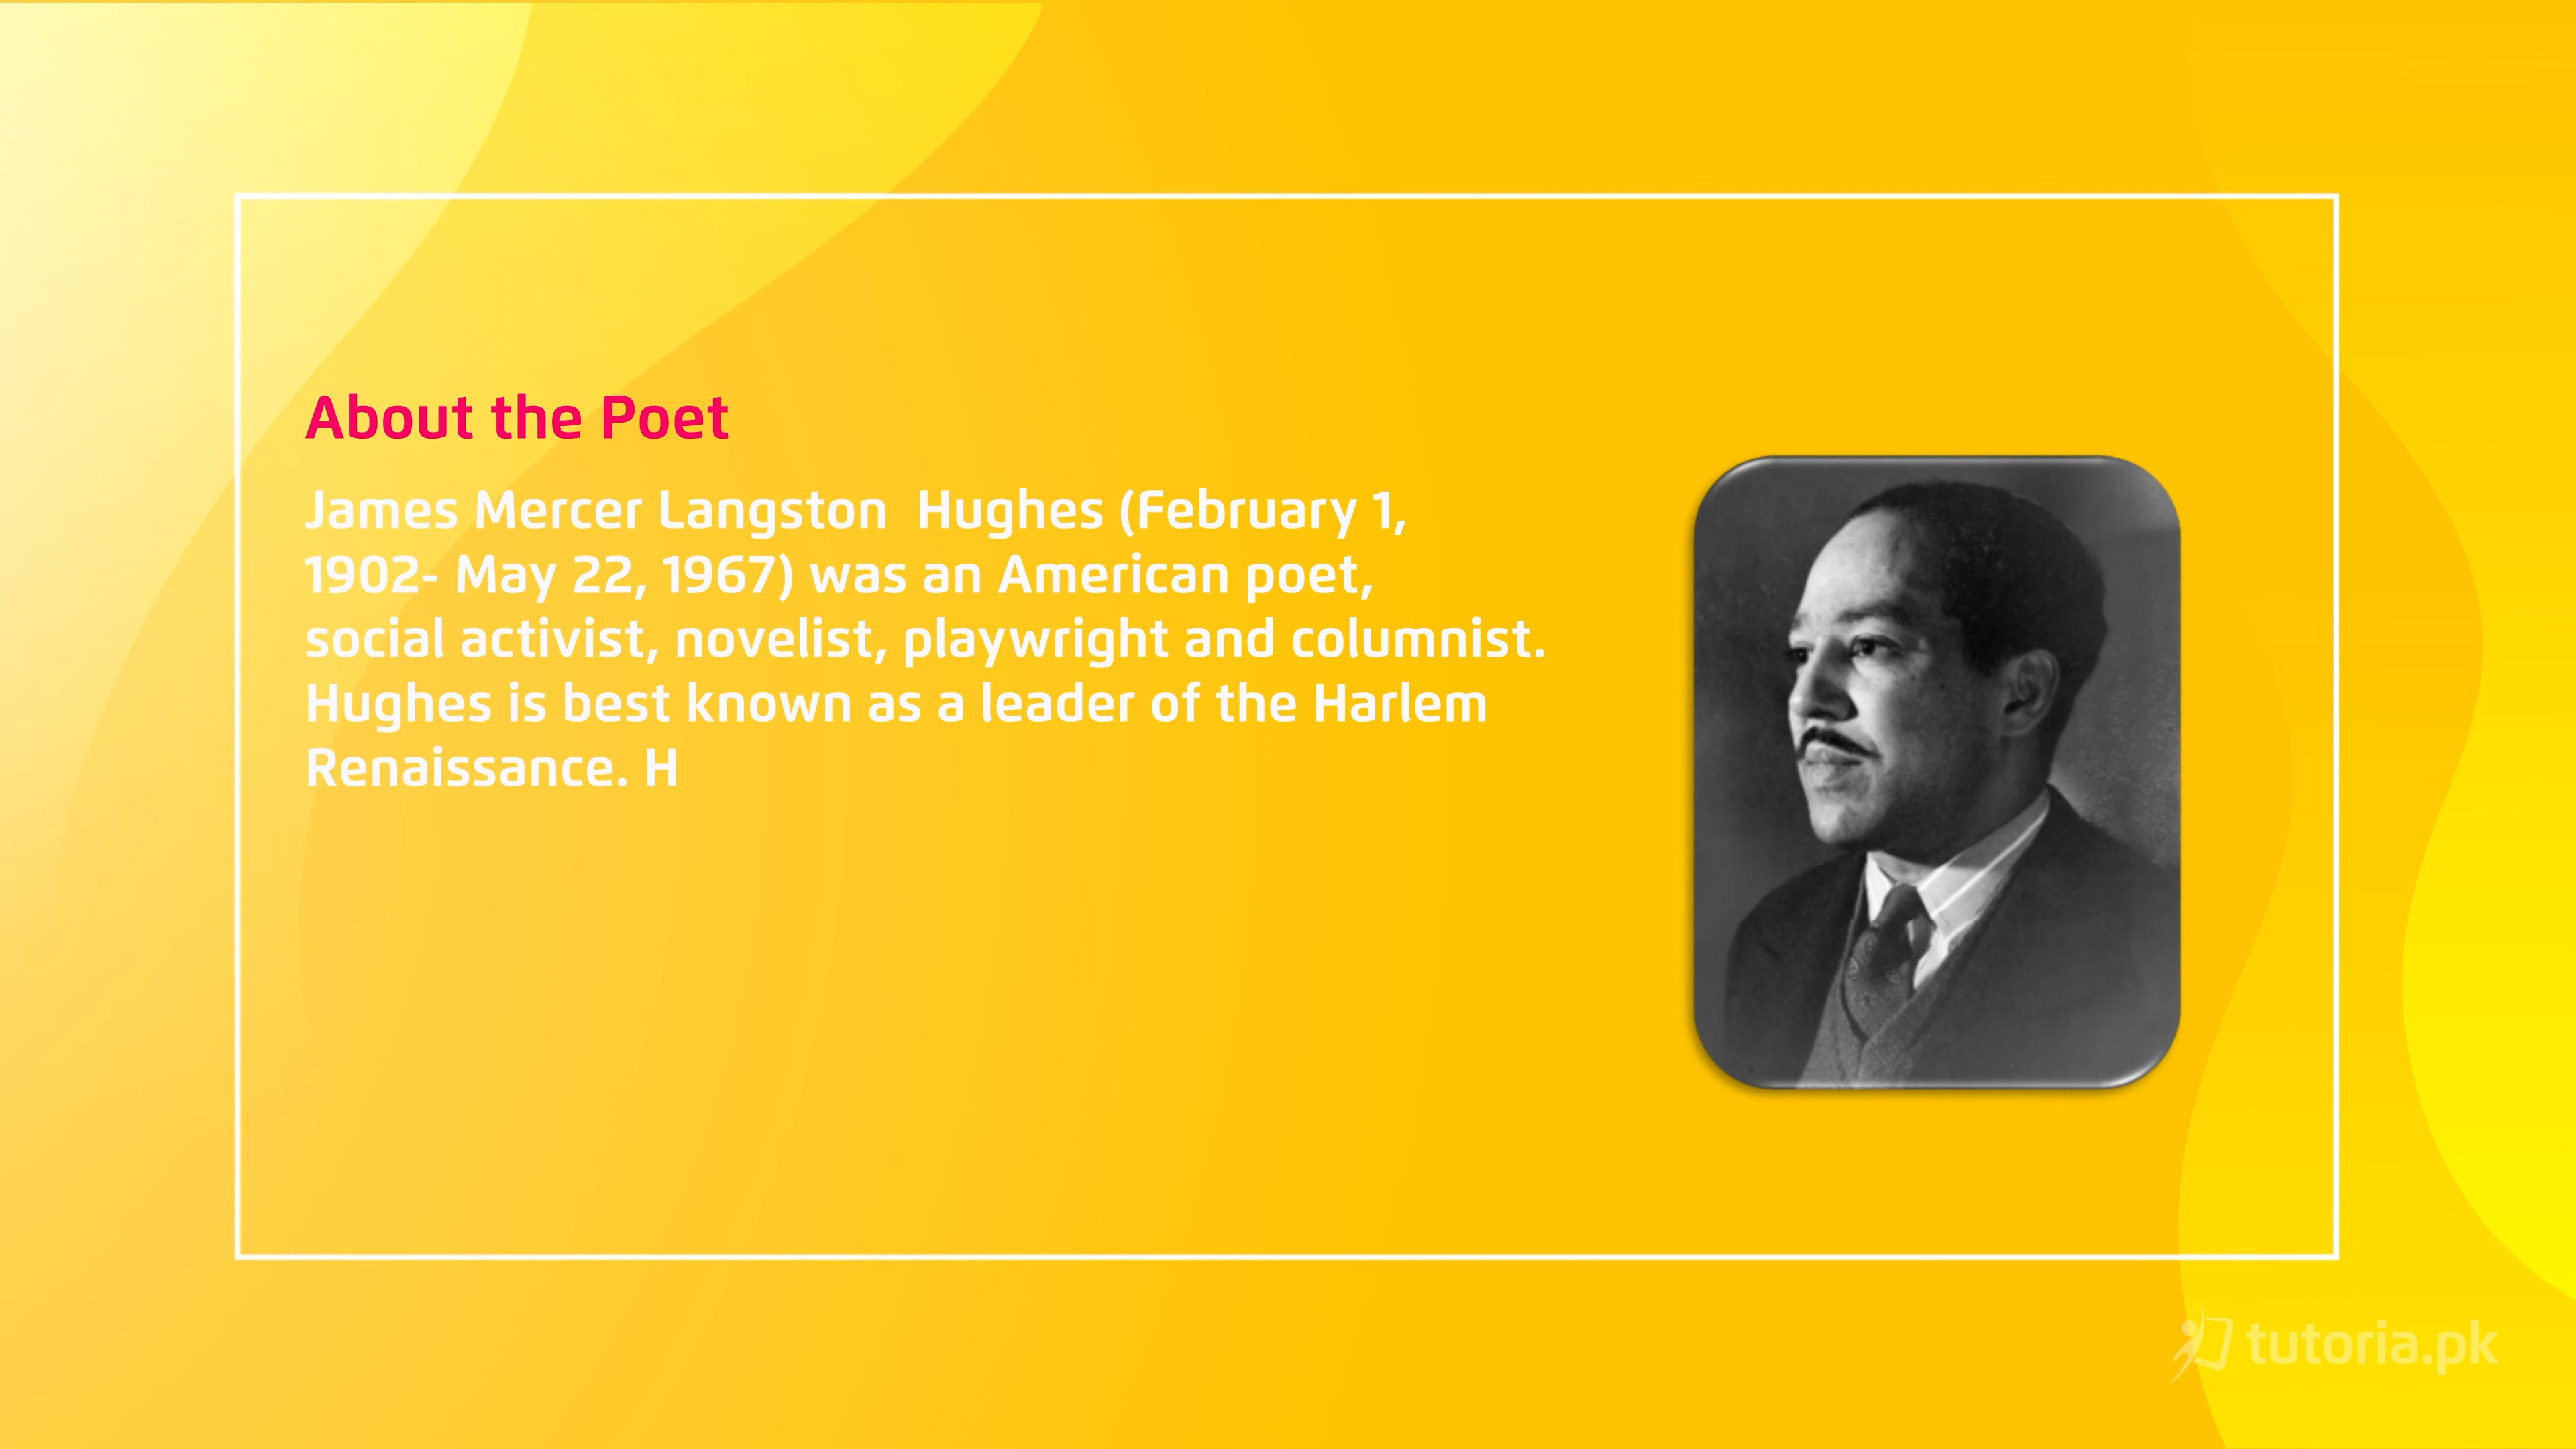 About the Poet
James Mercer Langston  Hughes (February 1,
1902- May 22, 1967) was an American poet,
social activist, novelist, playwright and columnist.
Hughes is best known as a leader of the Harlem
Renaissance. H
tutoria.pk